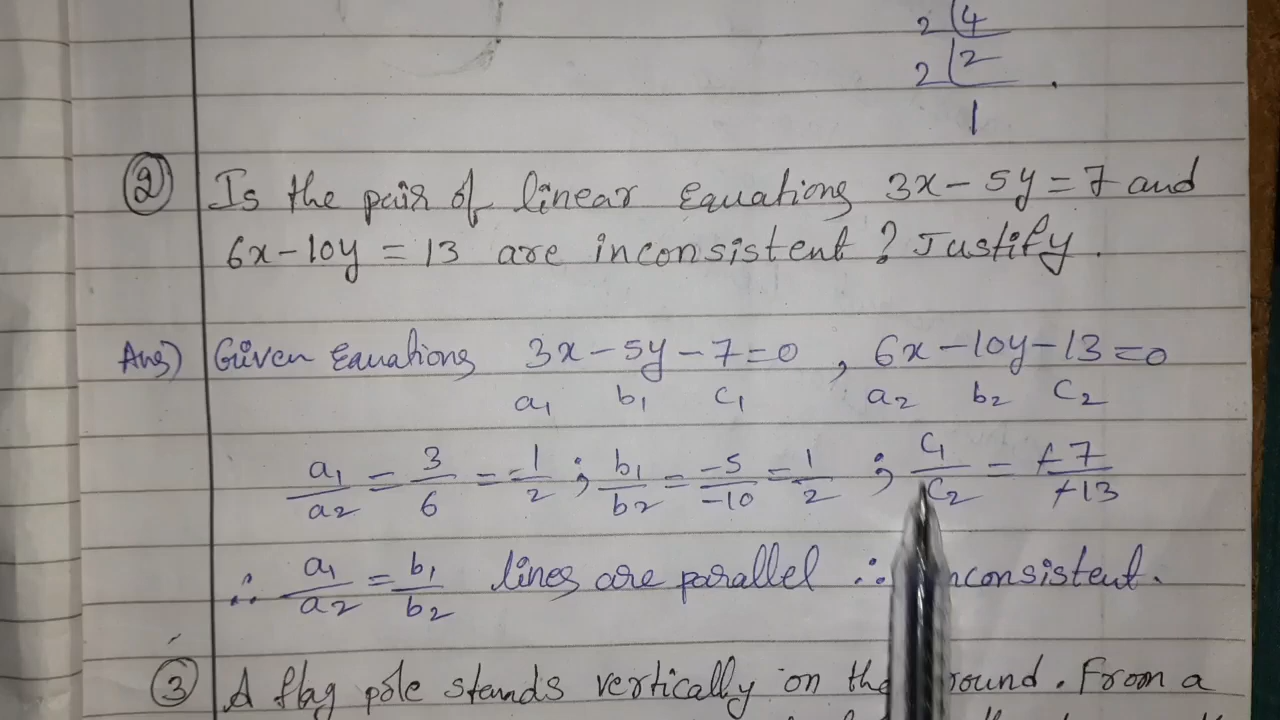 2 4
2 2 .
1
② Is the pair of linear Equations 3x - 5y = 7 and
6x - 10y = 13 are inconsistent ? Justify .
Ans) Given Equations 3x - 5y - 7 = 0 , 6x - 10y - 13 = 0
a₁ b₁ c₁ a₂ b₂ c₂
a₁/a₂ = 3/6 = 1/2 ; b₁/b₂ = -5/-10 = 1/2 ; c₁/c₂ = -7/-13
∴ a₁/a₂ = b₁/b₂ lines are parallel ∴ nconsistent.
③ A flag pole stands vertically on the round . From a